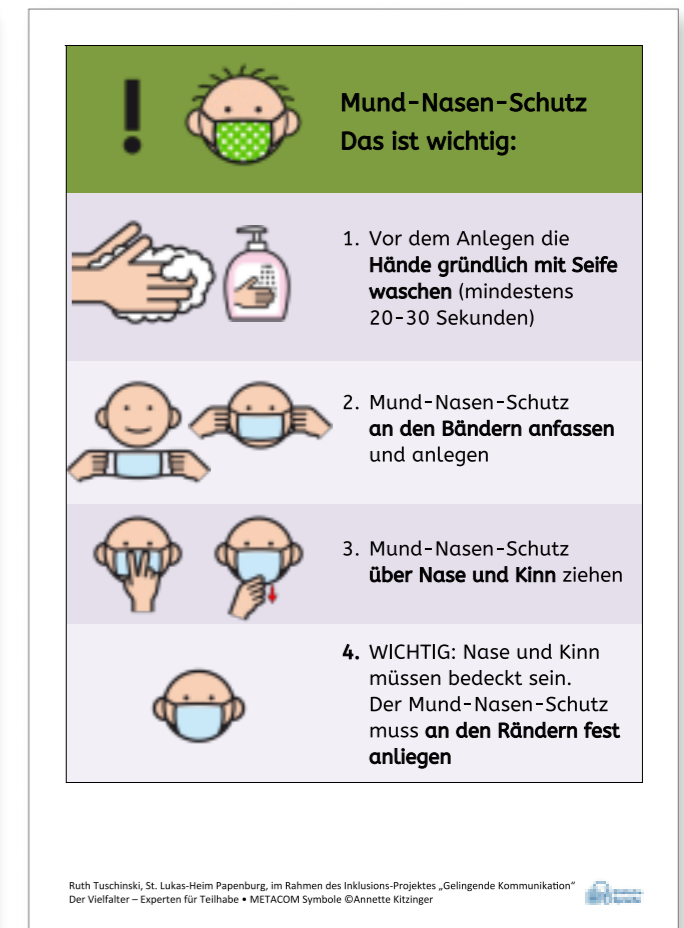 Mund-Nasen-Schutz
Das ist wichtig:
1. Vor dem Anlegen die
Hände gründlich mit Seife
waschen (mindestens
20-30 Sekunden)
2. Mund-Nasen-Schutz
an den Bändern anfassen
und anlegen
3. Mund-Nasen-Schutz
über Nase und Kinn ziehen
4. WICHTIG: Nase und Kinn
müssen bedeckt sein.
Der Mund-Nasen-Schutz
muss an den Rändern fest
anliegen
Ruth Tuschinski, St. Lukas-Heim Papenburg, im Rahmen des Inklusions-Projektes „Gelingende Kommunikation“
Der Vielfalter – Experten für Teilhabe • METACOM Symbole ©Annette Kitzinger